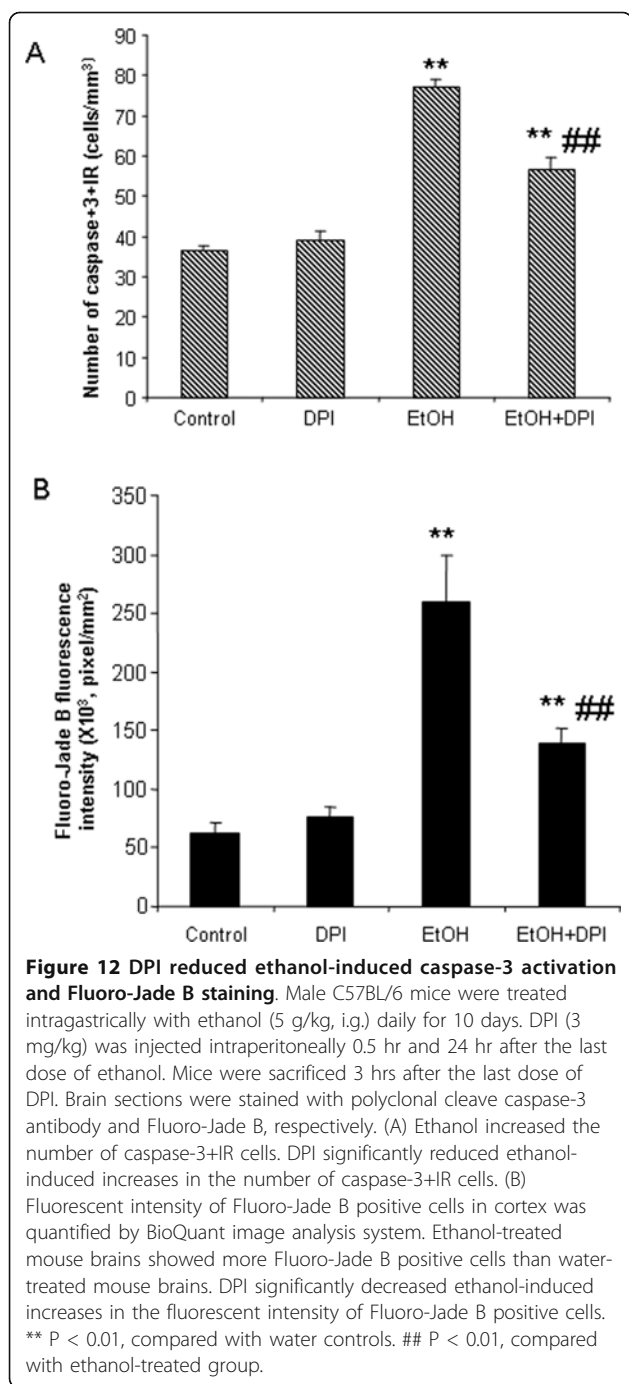 A
Number of caspase+3+IR (cells/mm³)
90
80
70
60
50
40
30
20
10
0
**
** ##
Control DPI EtOH EtOH+DPI
B
Fluoro-Jade B fluorescence
intensity (X10³, pixel/mm²)
350
300
250
200
150
100
50
0
**
** ##
Control DPI EtOH EtOH+DPI
Figure 12 DPI reduced ethanol-induced caspase-3 activation
and Fluoro-Jade B staining. Male C57BL/6 mice were treated
intragastrically with ethanol (5 g/kg, i.g.) daily for 10 days. DPI (3
mg/kg) was injected intraperitoneally 0.5 hr and 24 hr after the last
dose of ethanol. Mice were sacrificed 3 hrs after the last dose of
DPI. Brain sections were stained with polyclonal cleave caspase-3
antibody and Fluoro-Jade B, respectively. (A) Ethanol increased the
number of caspase-3+IR cells. DPI significantly reduced ethanol-
induced increases in the number of caspase-3+IR cells. (B)
Fluorescent intensity of Fluoro-Jade B positive cells in cortex was
quantified by BioQuant image analysis system. Ethanol-treated
mouse brains showed more Fluoro-Jade B positive cells than water-
treated mouse brains. DPI significantly decreased ethanol-induced
increases in the fluorescent intensity of Fluoro-Jade B positive cells.
** P < 0.01, compared with water controls. ## P < 0.01, compared
with ethanol-treated group.